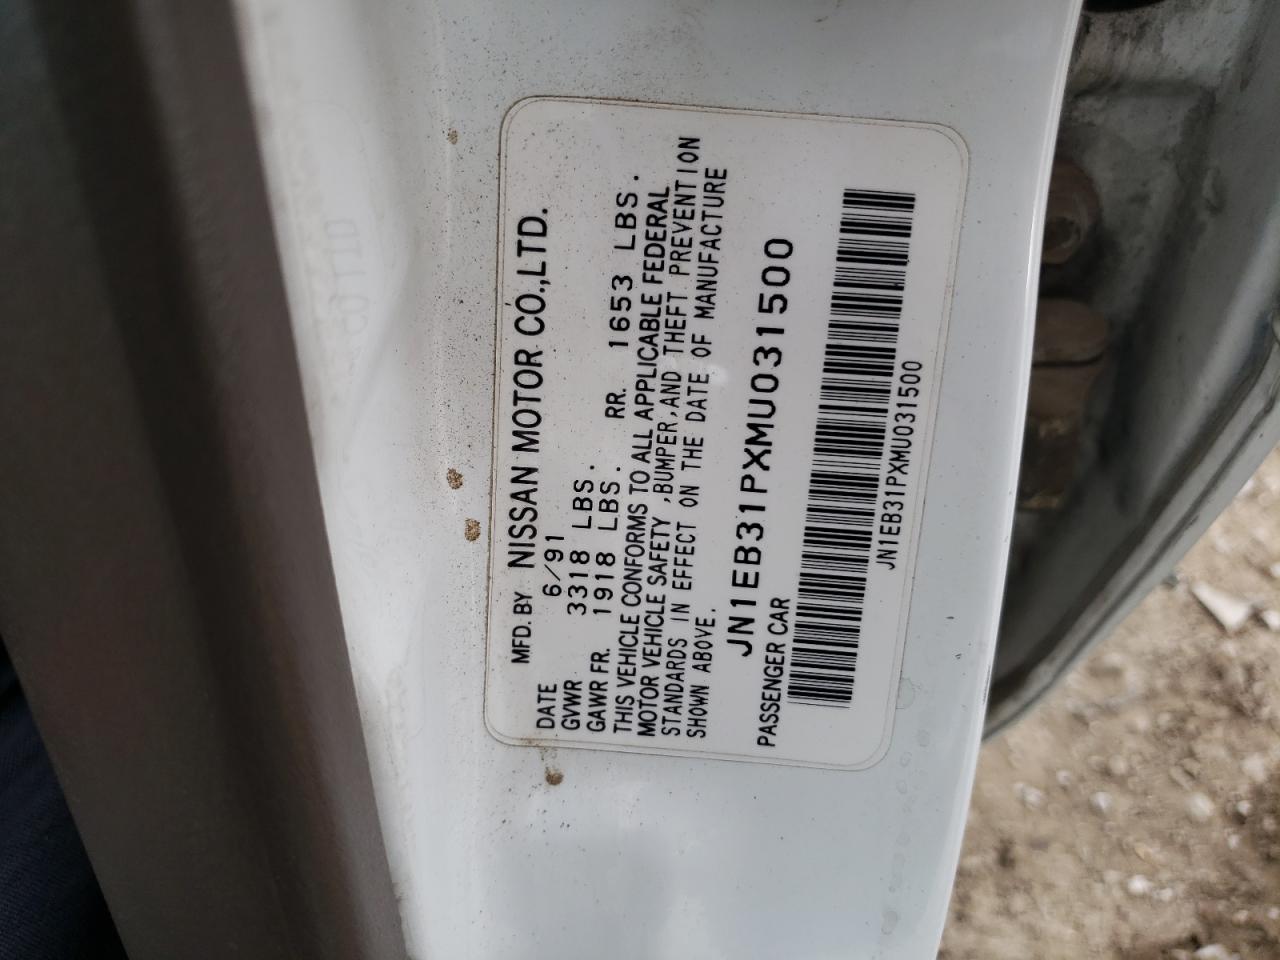 MFD. BY NISSAN MOTOR CO.,LTD.
DATE 6/91
GVWR 3318 LBS.
GAWR FR. 1918 LBS. RR. 1653 LBS.
THIS VEHICLE CONFORMS TO ALL APPLICABLE FEDERAL
MOTOR VEHICLE SAFETY ,BUMPER,AND THEFT PREVENTION
STANDARDS IN EFFECT ON THE DATE OF MANUFACTURE
SHOWN ABOVE.
JN1EB31PXMU031500
PASSENGER CAR
JN1EB31PXMU031500